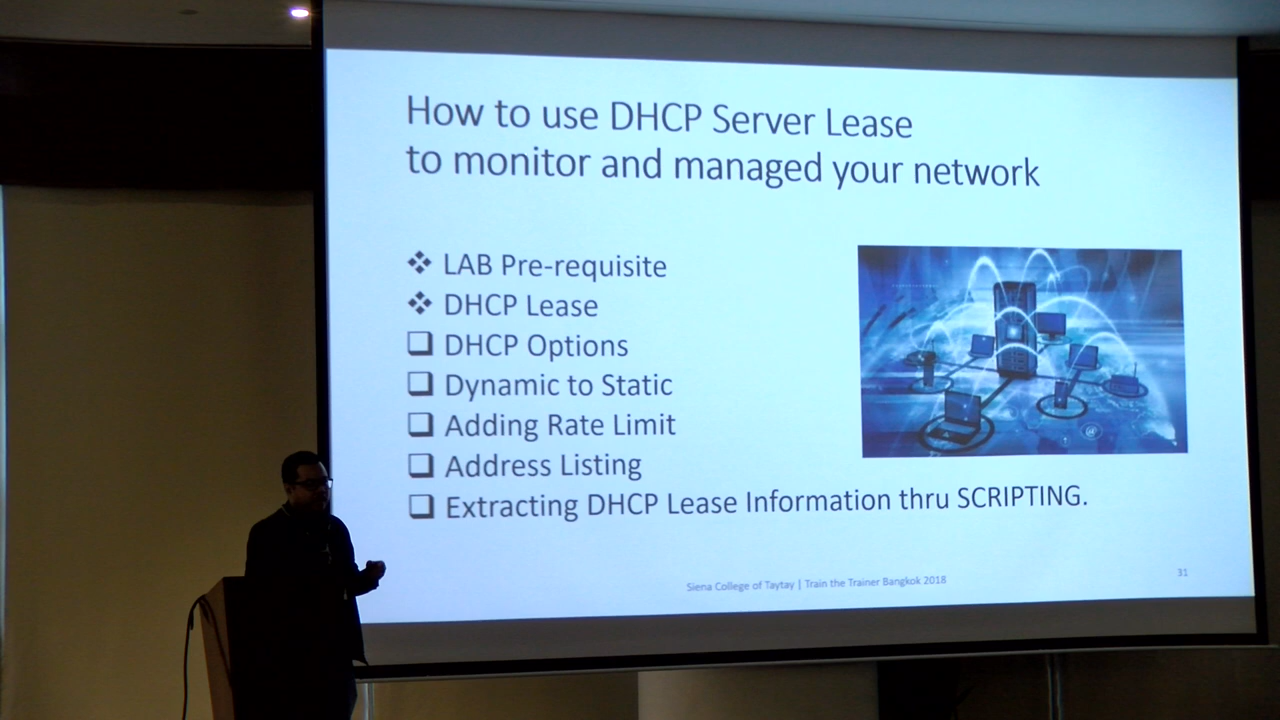 How to use DHCP Server Lease
to monitor and managed your network
❖ LAB Pre-requisite
❖ DHCP Lease
❑ DHCP Options
❑ Dynamic to Static
❑ Adding Rate Limit
❑ Address Listing
❑ Extracting DHCP Lease Information thru SCRIPTING.
Siena College of Taytay | Train the Trainer Bangkok 2018
31